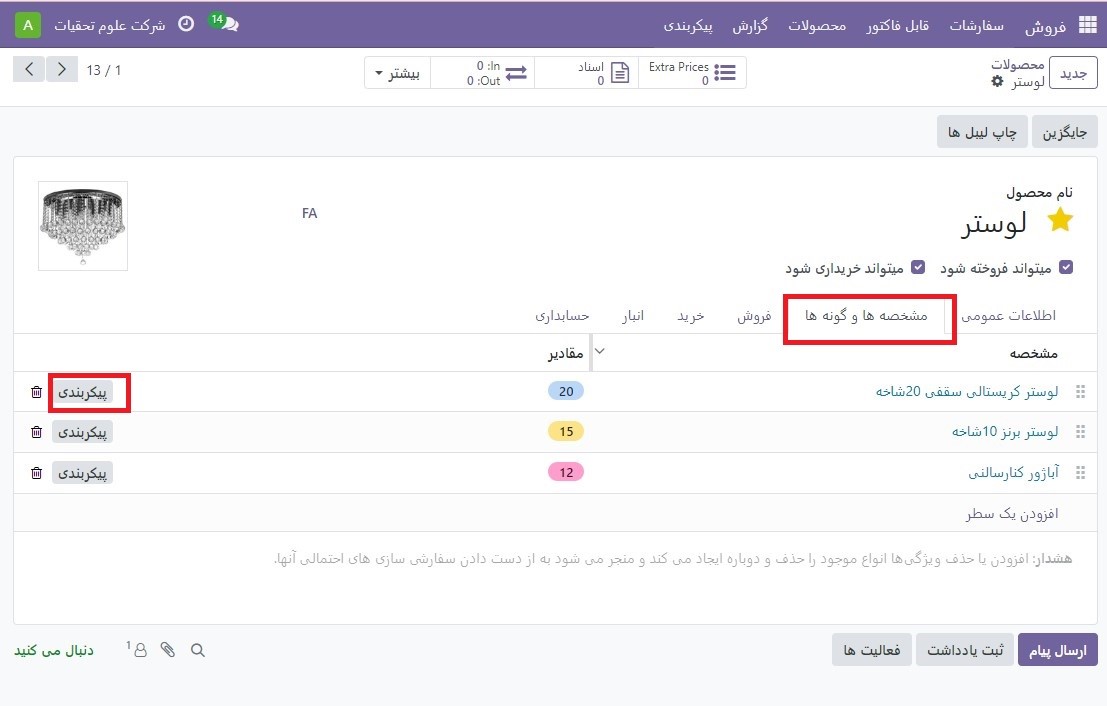 فروش سفارشات قابل فاکتور محصولات گزارش پیکربندی 14 شرکت علوم تحقیات A
جدید محصولات
لوستر
Extra Prices 0
اسناد 0
In: 0
Out: 0
بیشتر
1 / 13
جایگزین چاپ لیبل ها
نام محصول
لوستر
FA
میتواند فروخته شود میتواند خریداری شود
اطلاعات عمومی مشخصه ها و گونه ها فروش خرید انبار حسابداری
مشخصه مقادیر
لوستر کریستالی سقفی 20شاخه 20 پیکربندی
لوستر برنز 10شاخه 15 پیکربندی
آباژور کنارسالنی 12 پیکربندی
افزودن یک سطر
هشدار: افزودن یا حذف ویژگی‌ها انواع موجود را حذف و دوباره ایجاد می کند و منجر می شود به از دست دادن سفارشی سازی های احتمالی آنها.
ارسال پیام ثبت یادداشت فعالیت ها 1 دنبال می کنید